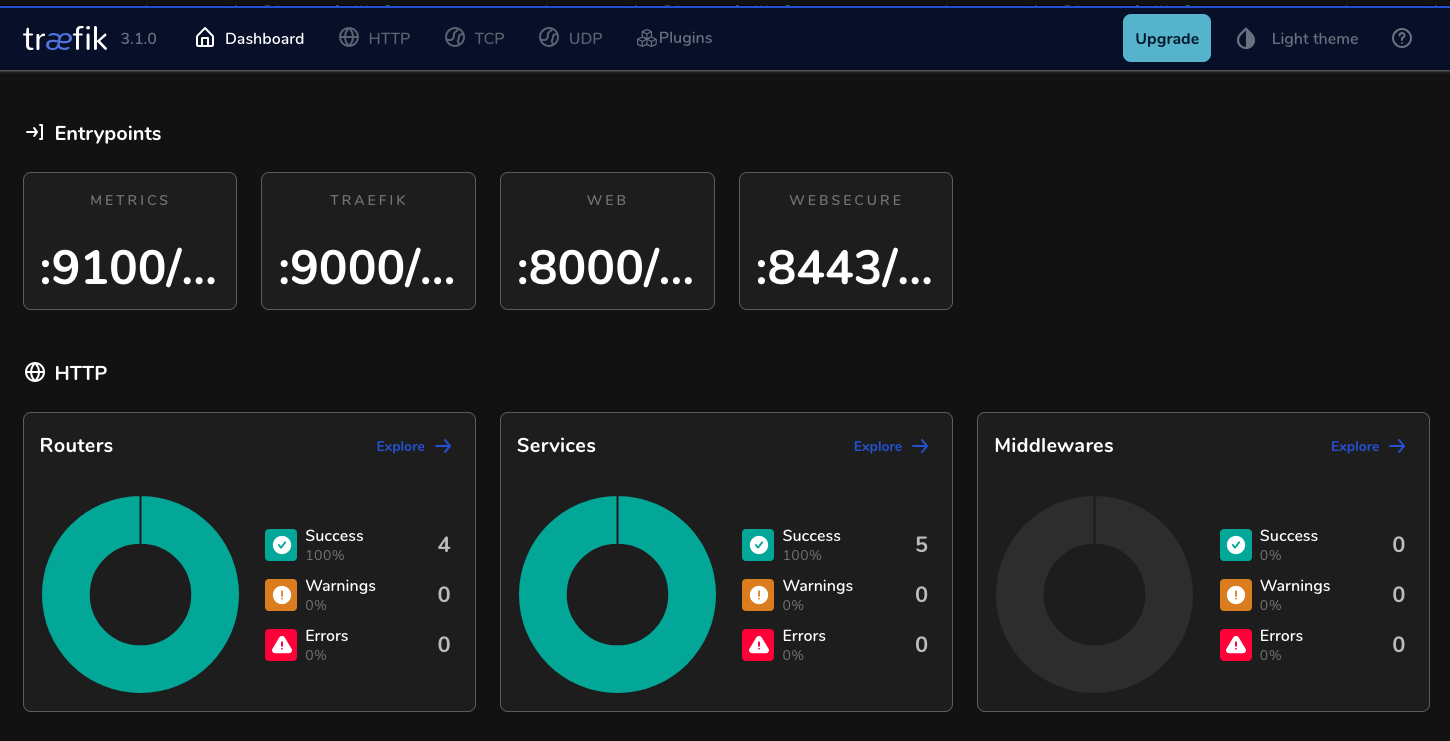 træfik 3.1.0 Dashboard HTTP TCP UDP Plugins Upgrade Light theme
Entrypoints
METRICS TRAEFIK WEB WEBSECURE
:9100/... :9000/... :8000/... :8443/...
HTTP
Routers Explore
Success 4
100%
Warnings 0
0%
Errors 0
0%
Services Explore
Success 5
100%
Warnings 0
0%
Errors 0
0%
Middlewares Explore
Success 0
0%
Warnings 0
0%
Errors 0
0%